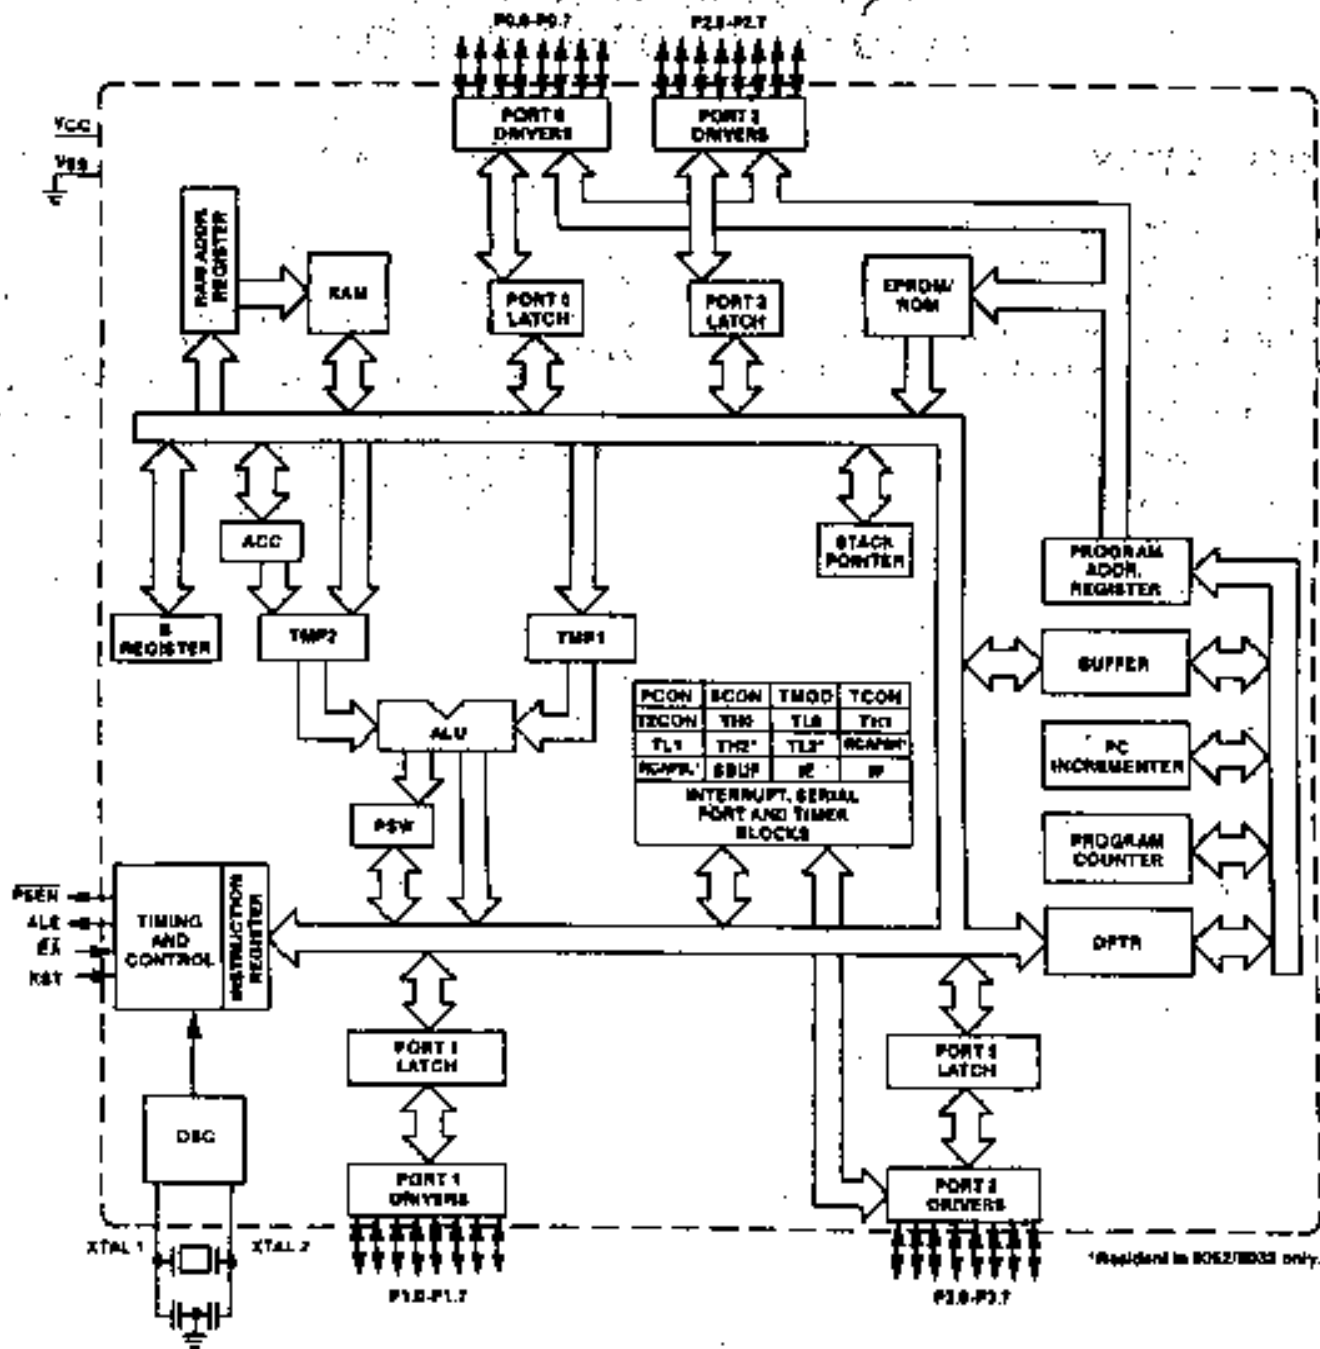 P0.0-P0.7
P2.0-P2.7
VCC
VSS
PORT 0
DRIVERS
PORT 2
DRIVERS
RAM ADDR.
REGISTER
RAM
PORT 0
LATCH
PORT 2
LATCH
EPROM/
ROM
ACC
STACK
POINTER
PROGRAM
ADDR.
REGISTER
B
REGISTER
TMP2
TMP1
BUFFER
ALU
PCON SCON TMOD TCON
T2CON TH0 TL0 TH1
TL1 TH2* TL2* RCAP2H*
RCAP2L* SBUF IE IP
INTERRUPT, SERIAL
PORT AND TIMER
BLOCKS
PC
INCREMENTER
PSW
PROGRAM
COUNTER
PSEN
ALE
EA
RST
TIMING
AND
CONTROL
INSTRUCTION
REGISTER
DPTR
PORT 1
LATCH
PORT 3
LATCH
OSC
PORT 1
DRIVERS
PORT 3
DRIVERS
XTAL 1
XTAL 2
P1.0-P1.7
P3.0-P3.7
*Resident in 8052/8032 only.